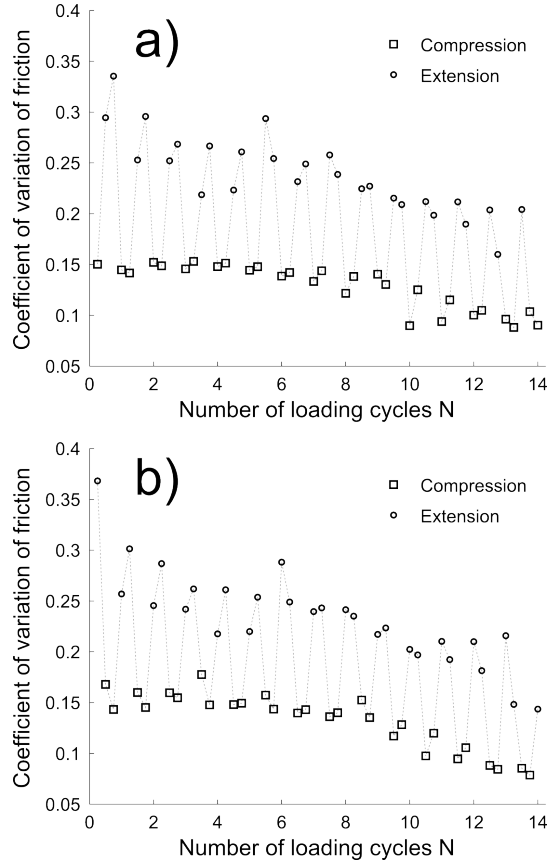 a)
Compression
Extension
Coefficient of variation of friction
0.4
0.35
0.3
0.25
0.2
0.15
0.1
0.05
0 2 4 6 8 10 12 14
Number of loading cycles N
b)
Compression
Extension
Coefficient of variation of friction
0.4
0.35
0.3
0.25
0.2
0.15
0.1
0.05
0 2 4 6 8 10 12 14
Number of loading cycles N